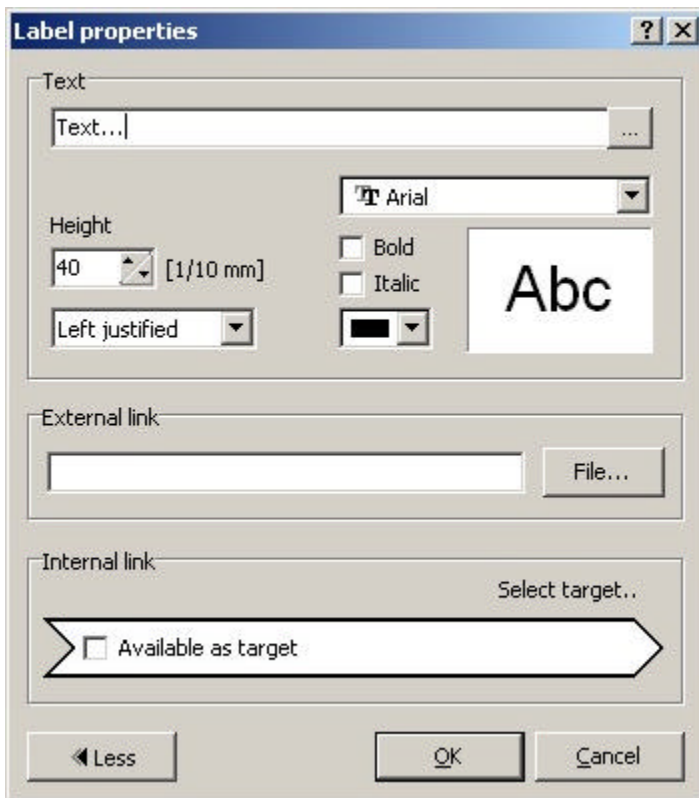 Label properties
Text
Text...
...
Arial
Height
Bold
40 [1/10 mm]
Italic
Abc
Left justified
External link
File...
Internal link
Select target..
Available as target
Less
OK
Cancel